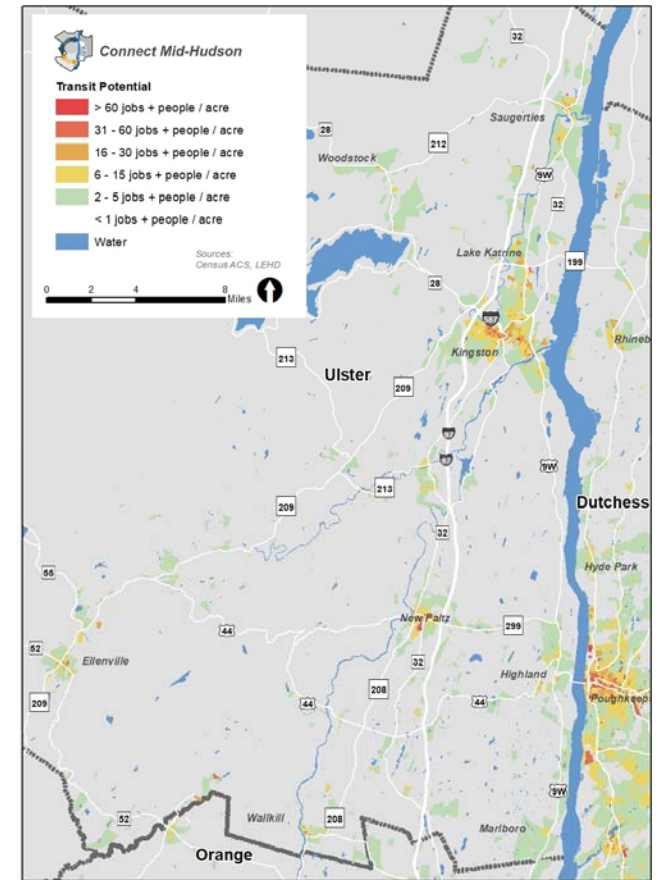 Connect Mid-Hudson
Transit Potential
> 60 jobs + people / acre
31 - 60 jobs + people / acre
16 - 30 jobs + people / acre
6 - 15 jobs + people / acre
2 - 5 jobs + people / acre
< 1 jobs + people / acre
Water
Sources:
Census ACS, LEHD
0 2 4 8
Miles
32
Saugerties
28
212
Woodstock
9W
32
Lake Katrine
199
28
Kingston
Rhineb
213
Ulster
209
87
87
9W
213
209
Dutchess
32
55
Hyde Park
New Paltz
299
44
52
Ellenville
32
Highland
208
209
44
44
Poughkeep
9W
52
Wallkill
208
Marlboro
Orange